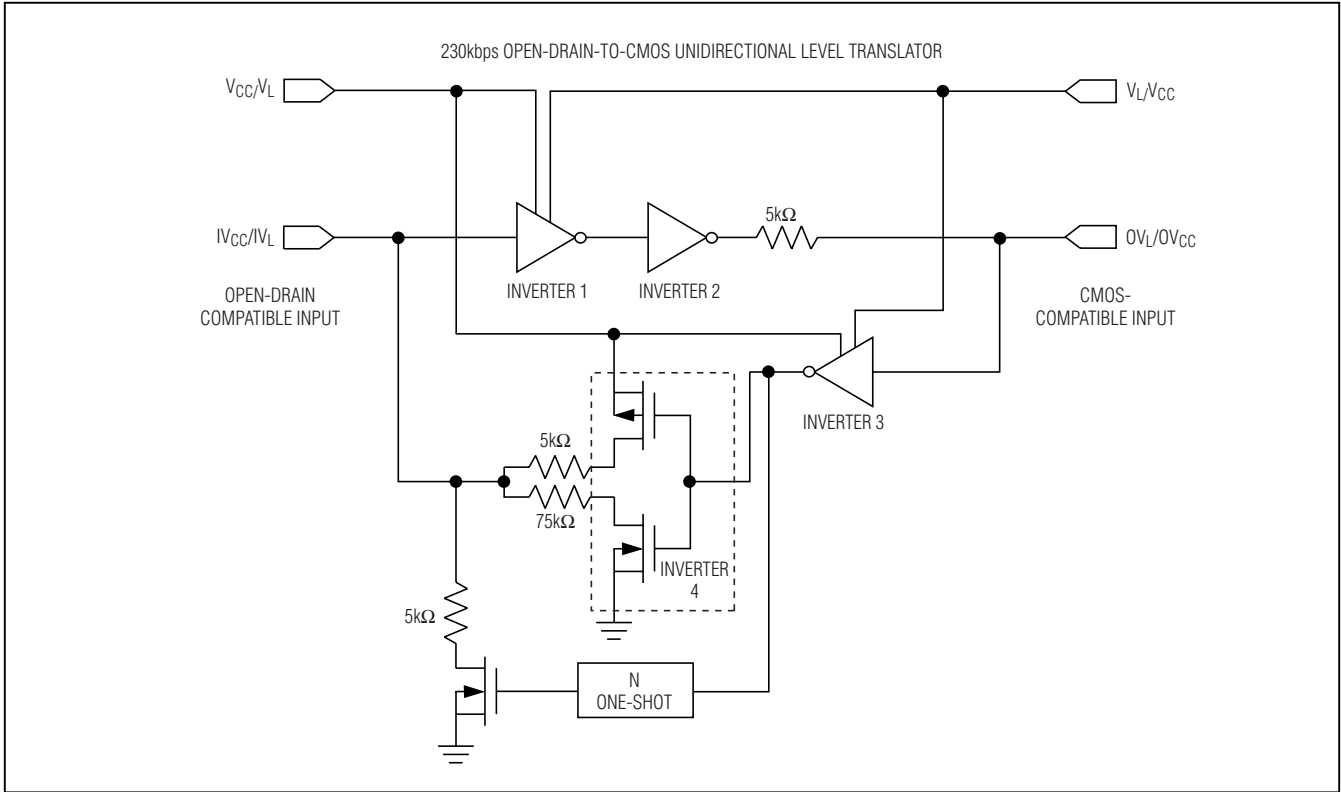 230kbps OPEN-DRAIN-TO-CMOS UNIDIRECTIONAL LEVEL TRANSLATOR
VCC/VL
VL/VCC
IVCC/IVL
5kΩ
OVL/OVCC
INVERTER 1
INVERTER 2
OPEN-DRAIN
COMPATIBLE INPUT
CMOS-
COMPATIBLE INPUT
INVERTER 3
5kΩ
75kΩ
INVERTER
4
5kΩ
N
ONE-SHOT